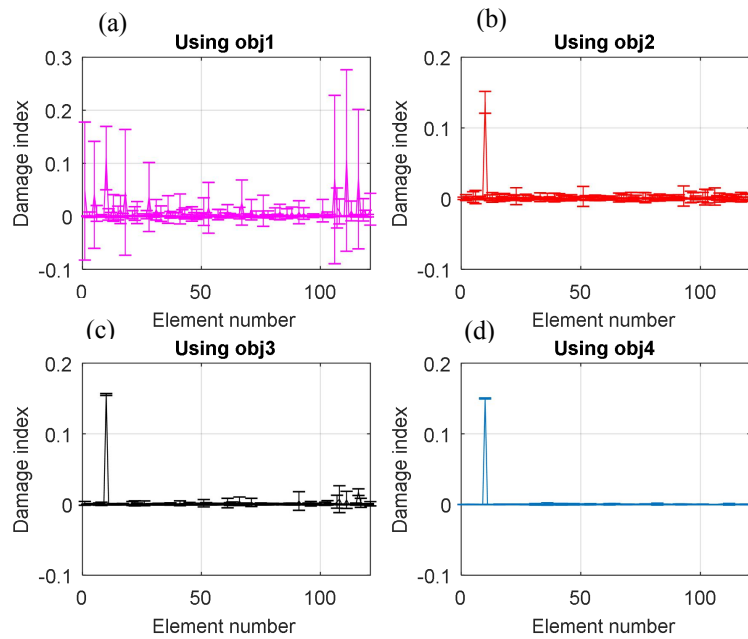 (a)
Using obj1
0.3
0.2
0.1
0
-0.1
Damage index
0 50 100
Element number
(b)
Using obj2
0.2
0.1
0
-0.1
Damage index
0 50 100
Element number
(c)
Using obj3
0.2
0.1
0
-0.1
Damage index
0 50 100
Element number
(d)
Using obj4
0.2
0.1
0
-0.1
Damage index
0 50 100
Element number